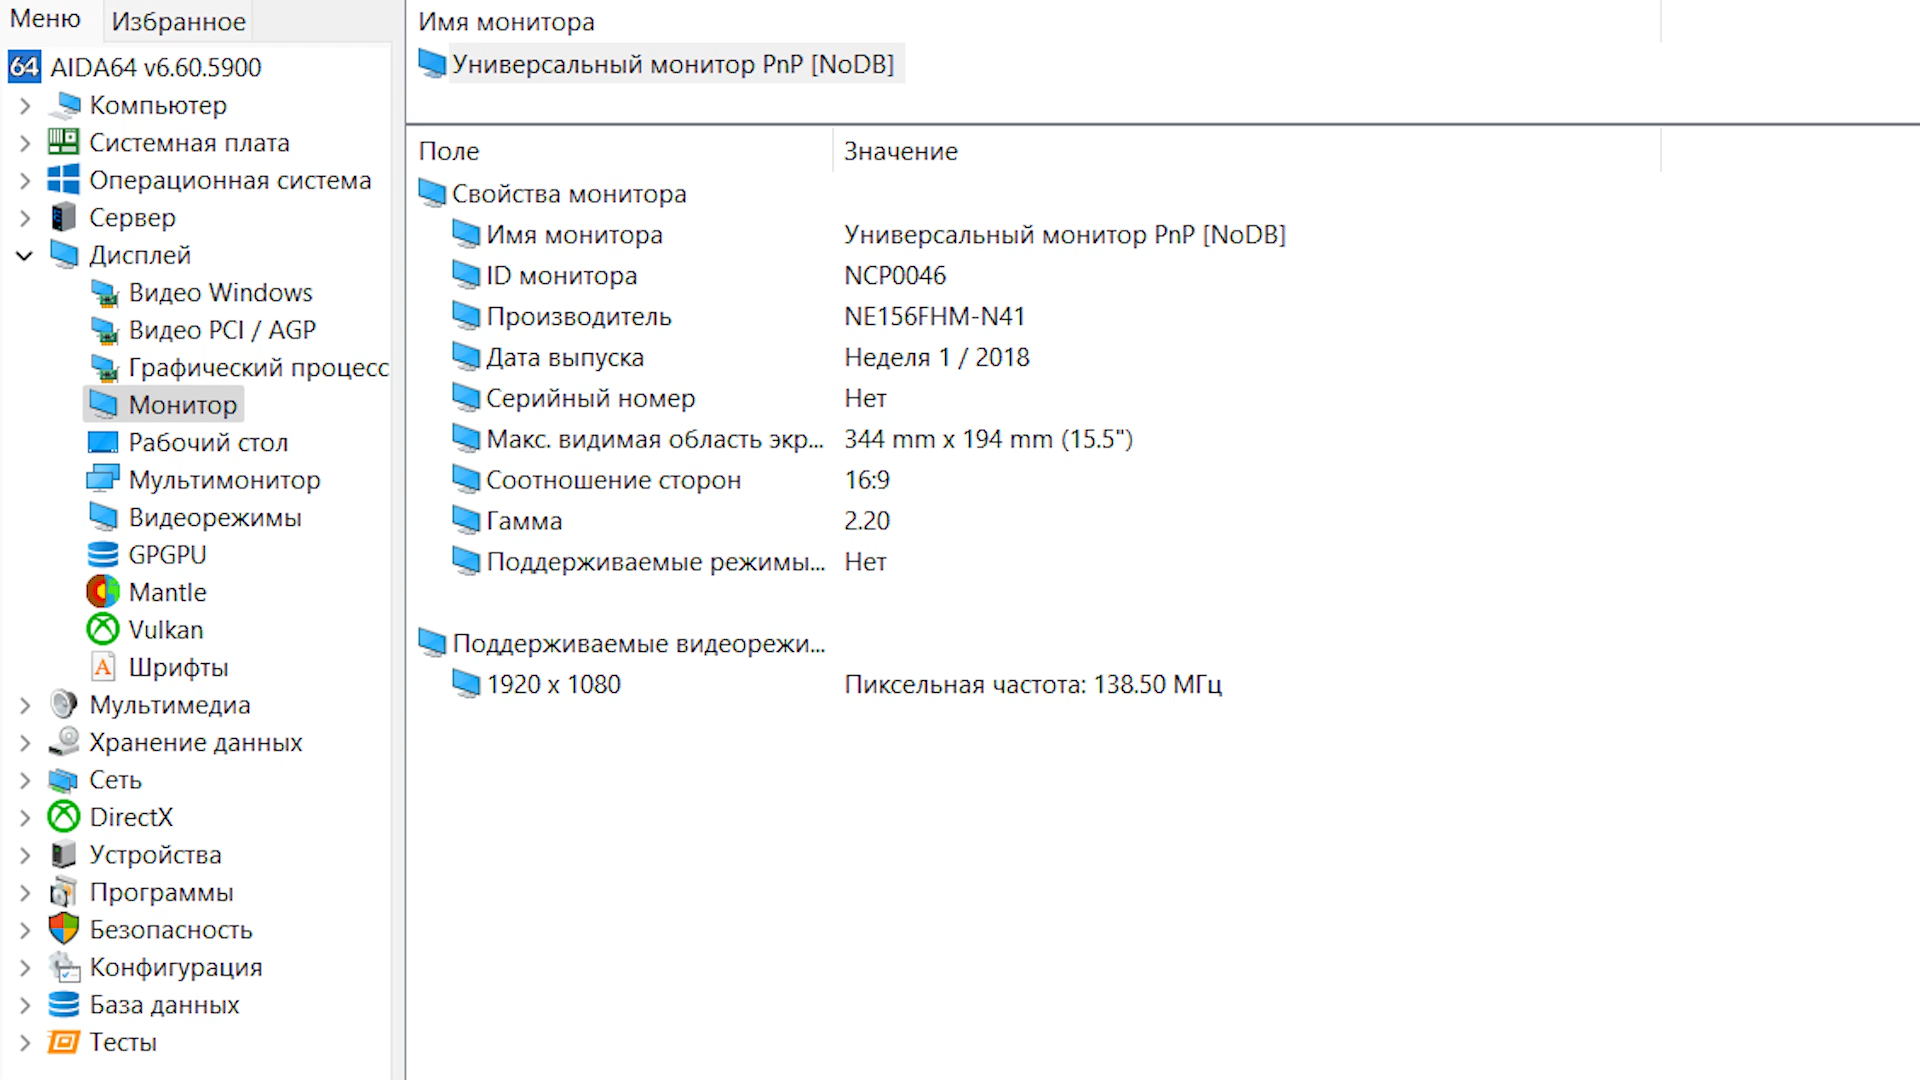 Меню
Избранное
64 AIDA64 v6.60.5900
Компьютер
Системная плата
Операционная система
Сервер
Дисплей
Видео Windows
Видео PCI / AGP
Графический процесс
Монитор
Рабочий стол
Мультимонитор
Видеорежимы
GPGPU
Mantle
Vulkan
A Шрифты
Мультимедиа
Хранение данных
Сеть
DirectX
Устройства
Программы
Безопасность
Конфигурация
База данных
Тесты
Имя монитора
Универсальный монитор PnP [NoDB]
Поле Значение
Свойства монитора
Имя монитора Универсальный монитор PnP [NoDB]
ID монитора NCP0046
Производитель NE156FHM-N41
Дата выпуска Неделя 1 / 2018
Серийный номер Нет
Макс. видимая область экр... 344 mm x 194 mm (15.5")
Соотношение сторон 16:9
Гамма 2.20
Поддерживаемые режимы... Нет
Поддерживаемые видеорежи...
1920 x 1080 Пиксельная частота: 138.50 МГц